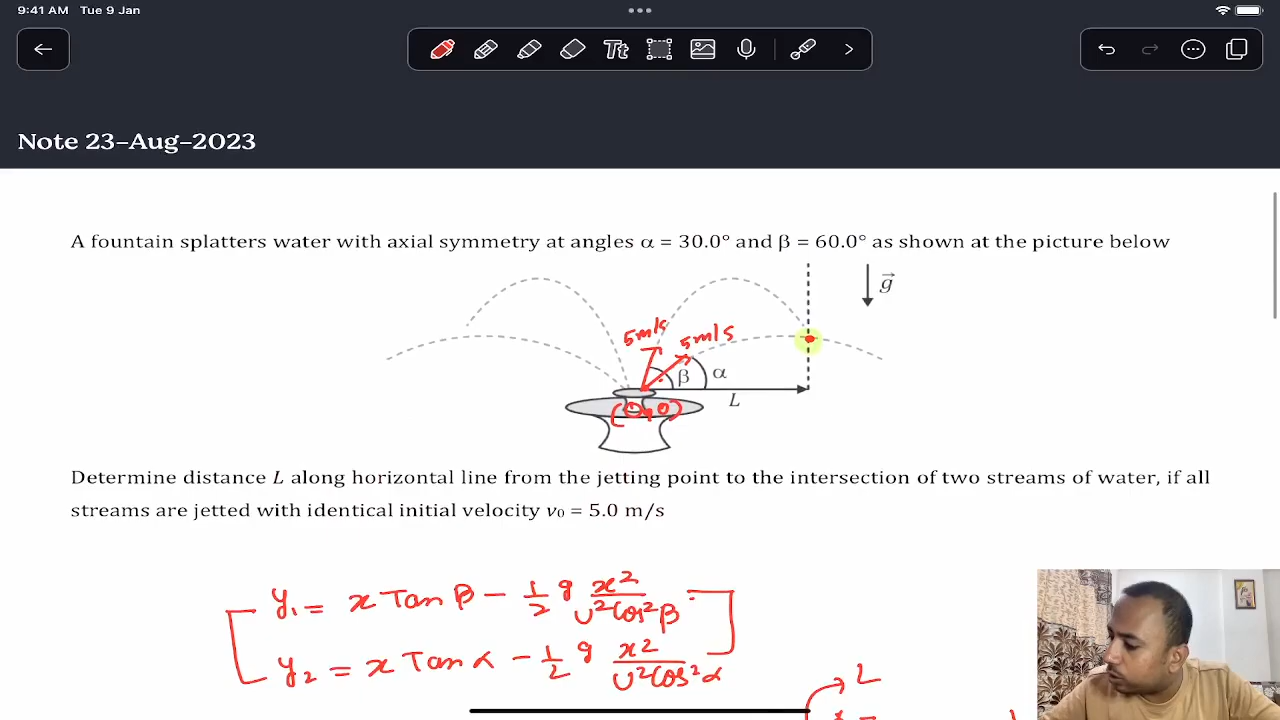 9:41 AM Tue 9 Jan
Tt
Note 23-Aug-2023
A fountain splatters water with axial symmetry at angles α = 30.0° and β = 60.0° as shown at the picture below
g⃗
5m/s
5m/s
β
α
L
(0,0)
Determine distance L along horizontal line from the jetting point to the intersection of two streams of water, if all
streams are jetted with identical initial velocity v₀ = 5.0 m/s
y₁ = x Tan β – 1/2 g x²/u²Cos²β
y₂ = x Tan α – 1/2 g x²/u²Cos²α
L